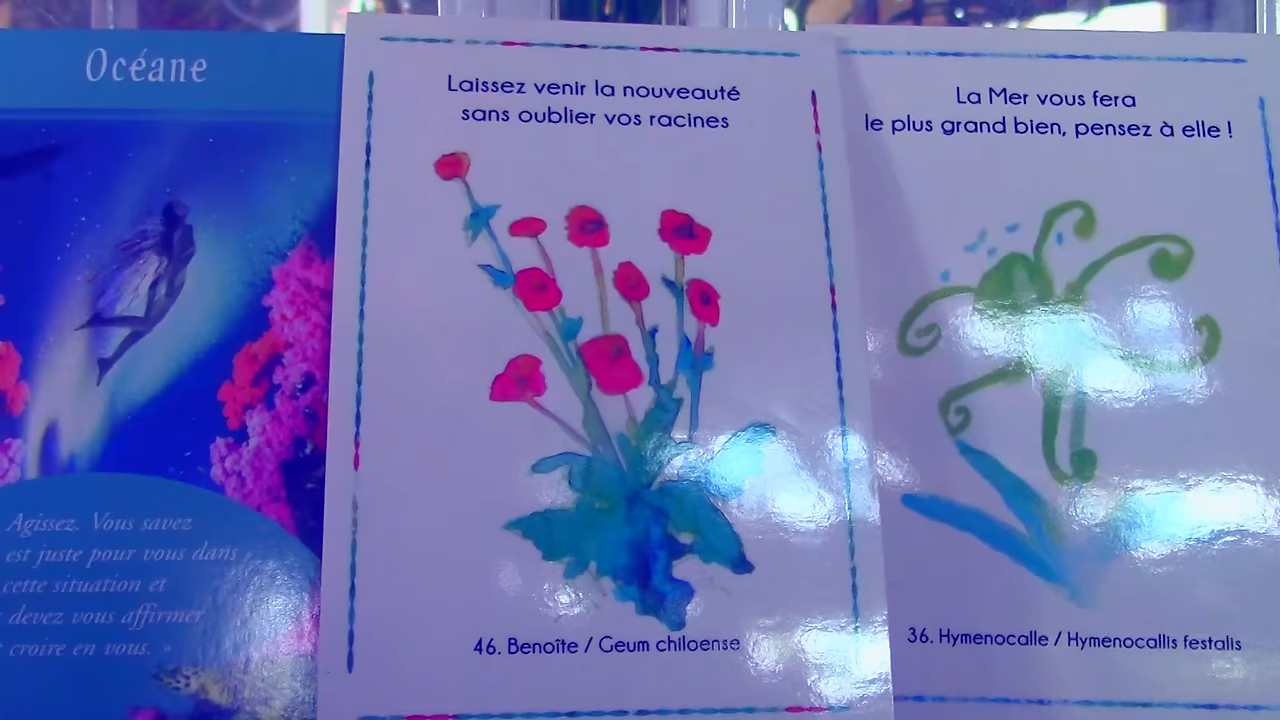 Océane
Agissez. Vous savez
est juste pour vous dans
cette situation et
devez vous affirmer
croire en vous. »
Laissez venir la nouveauté
sans oublier vos racines
46. Benoîte / Geum chiloense
La Mer vous fera
le plus grand bien, pensez à elle !
36. Hymenocalle / Hymenocallis festalis